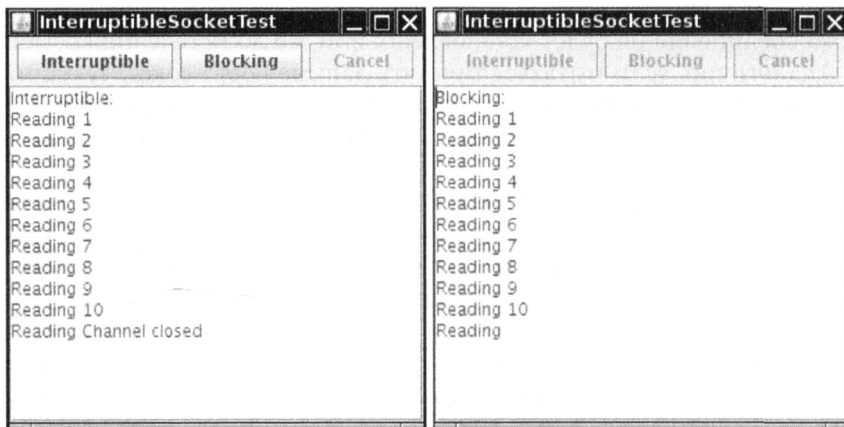 InterruptibleSocketTest
Interruptible Blocking Cancel
Interruptible:
Reading 1
Reading 2
Reading 3
Reading 4
Reading 5
Reading 6
Reading 7
Reading 8
Reading 9
Reading 10
Reading Channel closed
InterruptibleSocketTest
Interruptible Blocking Cancel
Blocking:
Reading 1
Reading 2
Reading 3
Reading 4
Reading 5
Reading 6
Reading 7
Reading 8
Reading 9
Reading 10
Reading